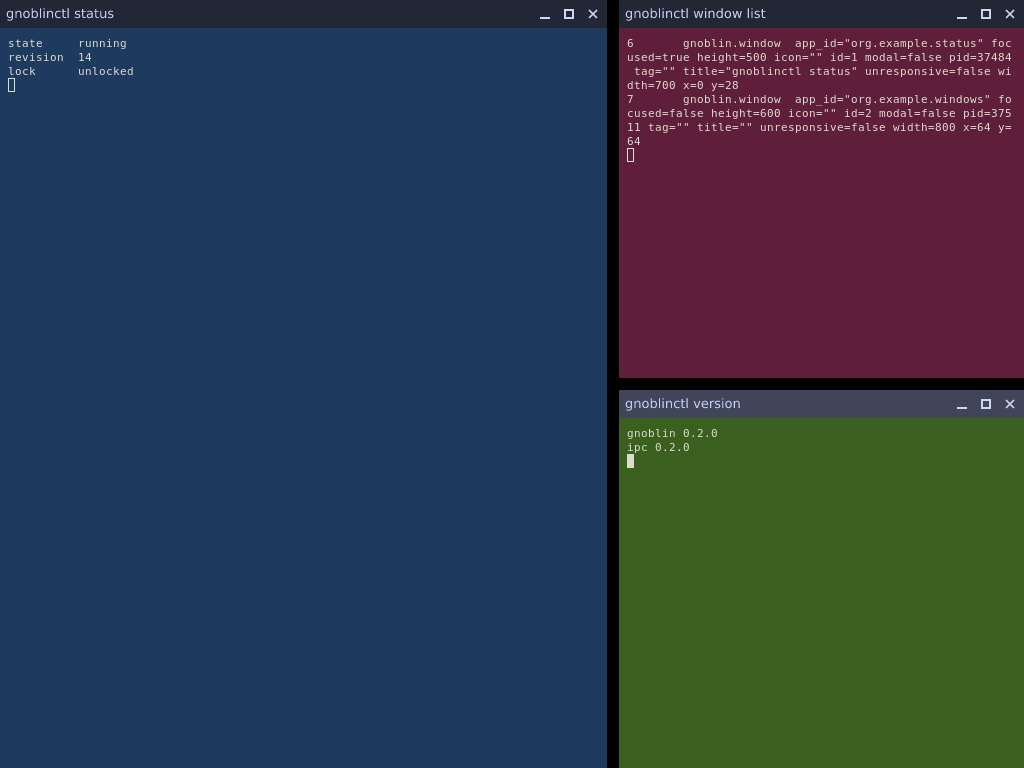 gnoblinctl status
state     running
revision  14
lock      unlocked
gnoblinctl window list
6       gnoblin.window  app_id="org.example.status" foc
used=true height=500 icon="" id=1 modal=false pid=37484
 tag="" title="gnoblinctl status" unresponsive=false wi
dth=700 x=0 y=28
7       gnoblin.window  app_id="org.example.windows" fo
cused=false height=600 icon="" id=2 modal=false pid=375
11 tag="" title="" unresponsive=false width=800 x=64 y=
64
gnoblinctl version
gnoblin 0.2.0
ipc 0.2.0